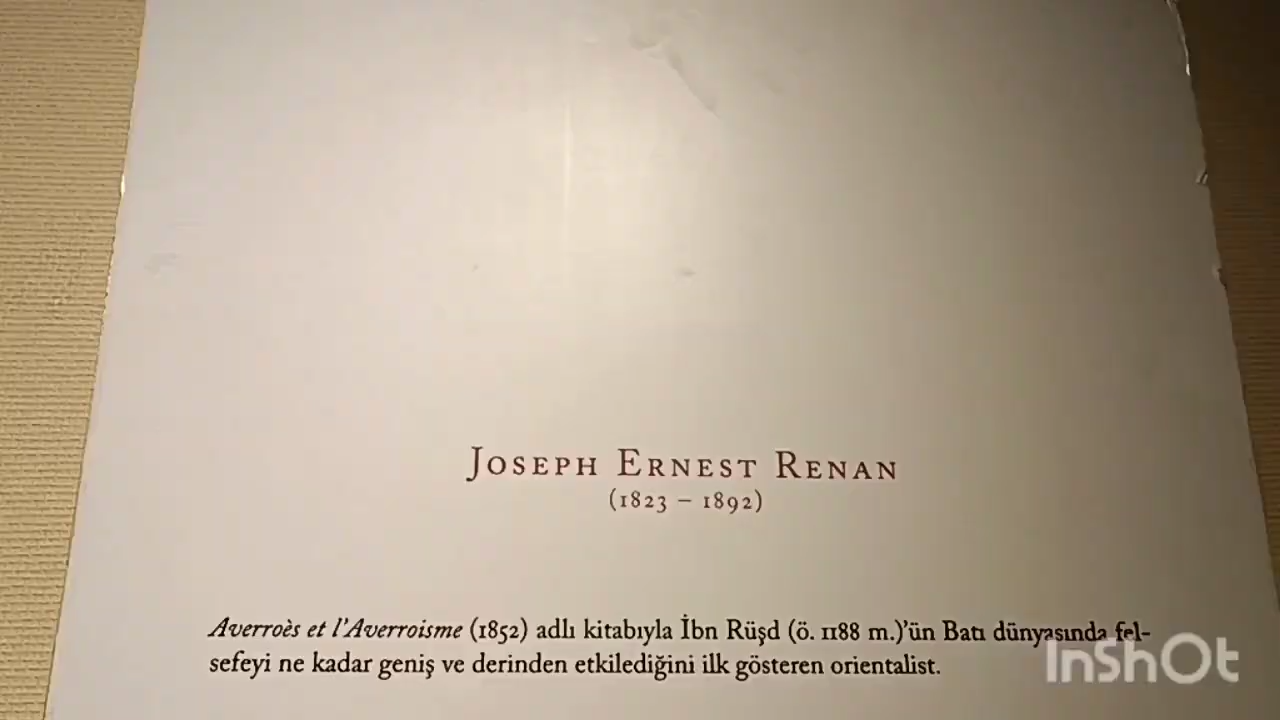 JOSEPH ERNEST RENAN
(1823 – 1892)
Averroès et l'Averroisme (1852) adlı kitabıyla İbn Rüşd (ö. 1188 m.)'ün Batı dünyasında fel-
sefeyi ne kadar geniş ve derinden etkilediğini ilk gösteren orientalist.
InShOt